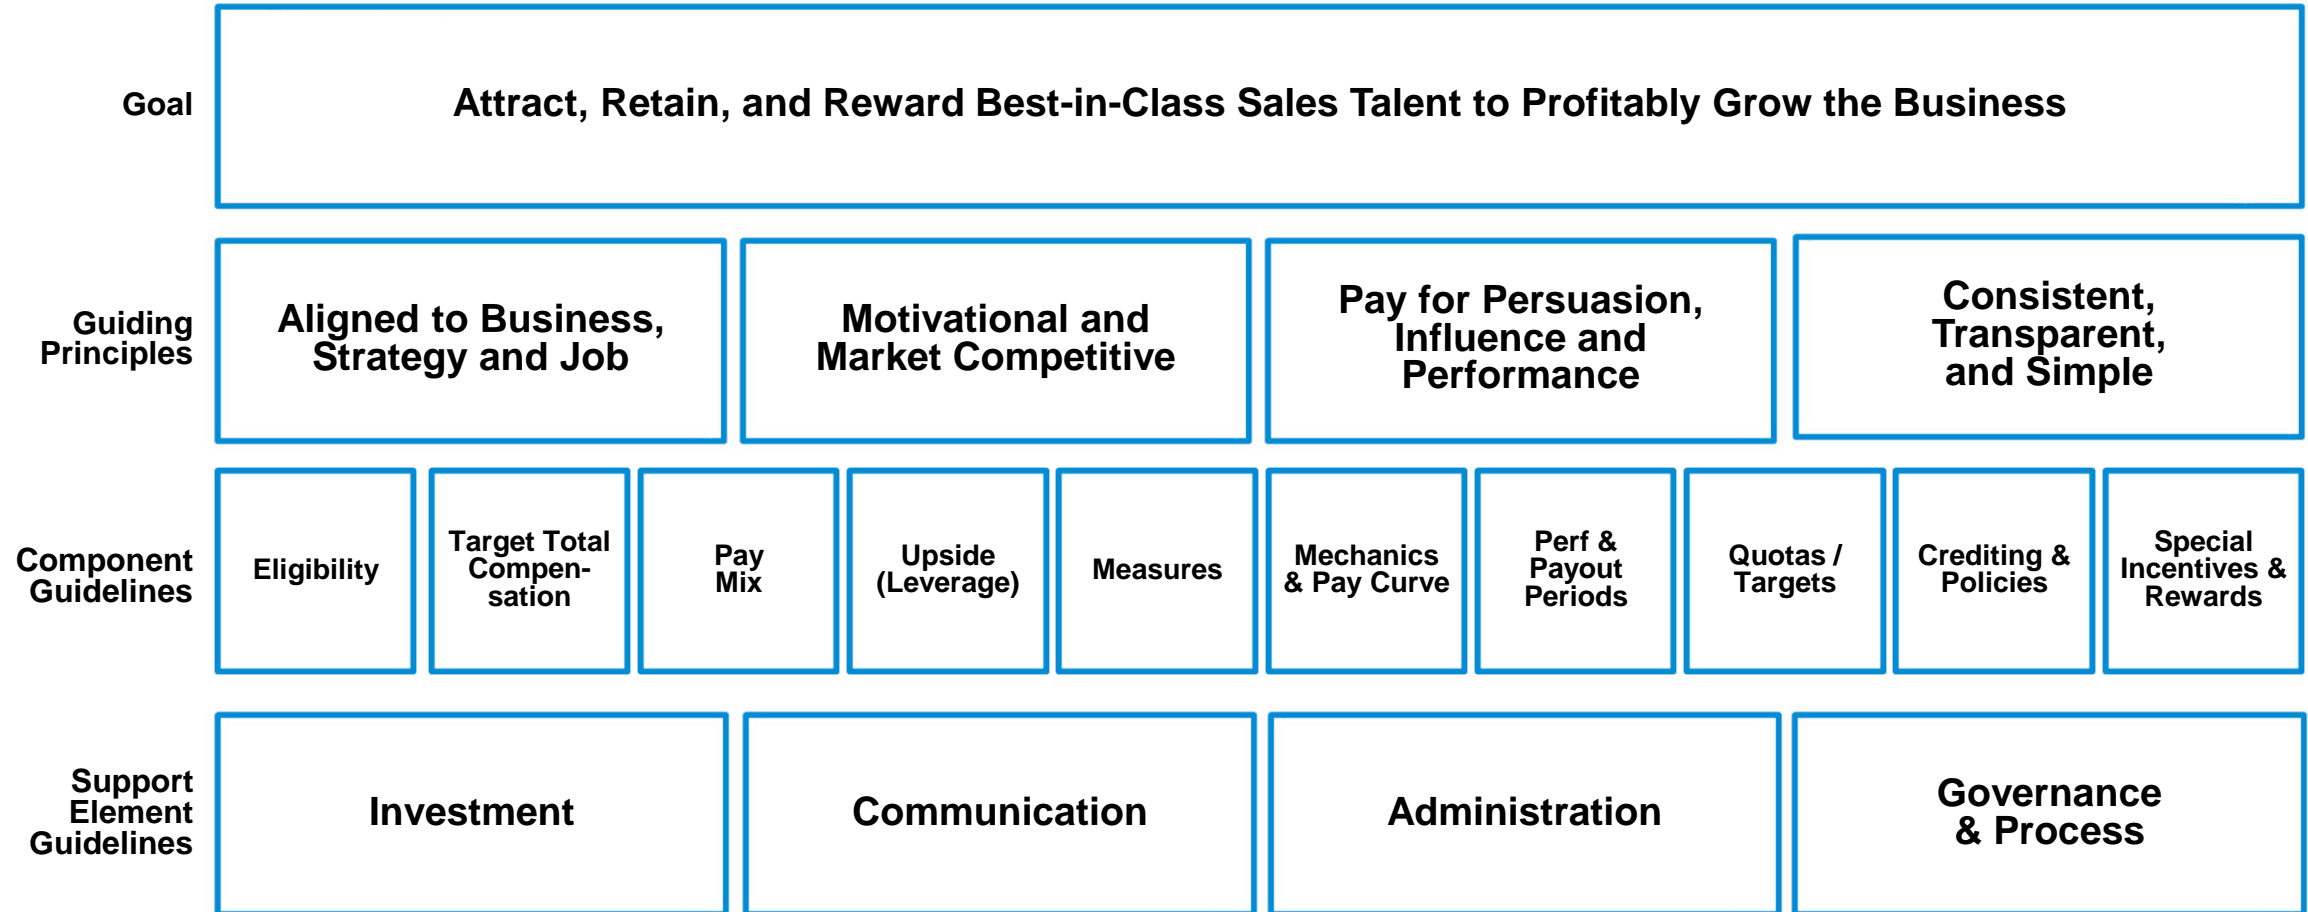 Goal
Attract, Retain, and Reward Best-in-Class Sales Talent to Profitably Grow the Business
Guiding
Principles
Aligned to Business,
Strategy and Job
Motivational and
Market Competitive
Pay for Persuasion,
Influence and
Performance
Consistent,
Transparent,
and Simple
Component
Guidelines
Eligibility
Target Total
Compen-
sation
Pay
Mix
Upside
(Leverage)
Measures
Mechanics
& Pay Curve
Perf &
Payout
Periods
Quotas /
Targets
Crediting &
Policies
Special
Incentives &
Rewards
Support
Element
Guidelines
Investment
Communication
Administration
Governance
& Process